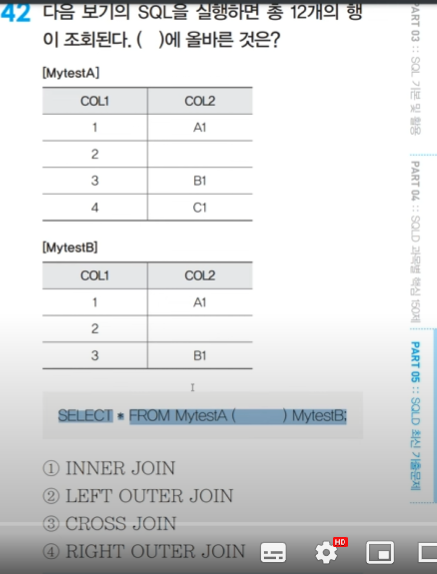 42 다음 보기의 SQL을 실행하면 총 12개의 행
이 조회된다. ( )에 올바른 것은?
[MytestA]
COL1 COL2
1 A1
2
3 B1
4 C1
[MytestB]
COL1 COL2
1 A1
2
3 B1
SELECT * FROM MytestA ( ) MytestB;
① INNER JOIN
② LEFT OUTER JOIN
③ CROSS JOIN
④ RIGHT OUTER JOIN
HD
PART 03 :: SQL 기본 및 활용
PART 04 :: SQLD 과목별 핵심 150제
PART 05 :: SQLD 최신 기출문제